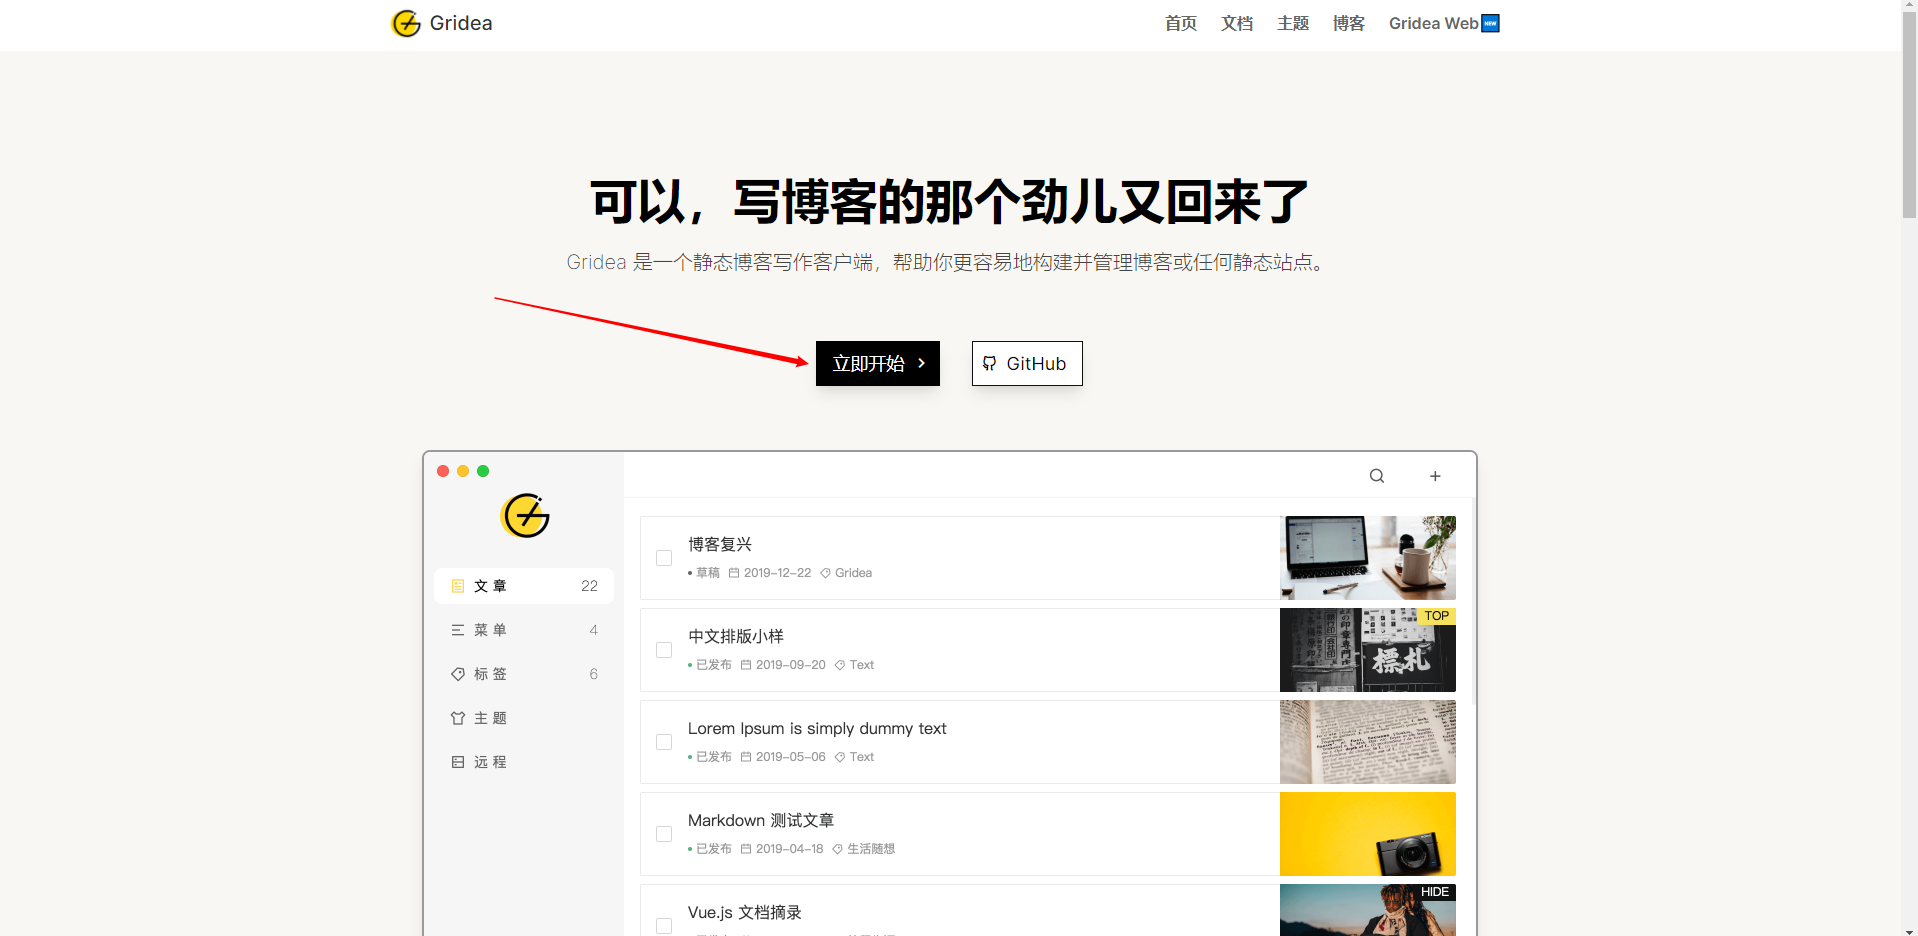 Gridea
首页 文档 主题 博客 Gridea Web NEW
可以，写博客的那个劲儿又回来了
Gridea 是一个静态博客写作客户端，帮助你更容易地构建并管理博客或任何静态站点。
立即开始
GitHub
文章 22
菜单 4
标签 6
主题
远程
博客复兴
草稿 2019-12-22 Gridea
中文排版小样
已发布 2019-09-20 Text
TOP
標札
Lorem Ipsum is simply dummy text
已发布 2019-05-06 Text
Markdown 测试文章
已发布 2019-04-18 生活随想
Vue.js 文档摘录
HIDE